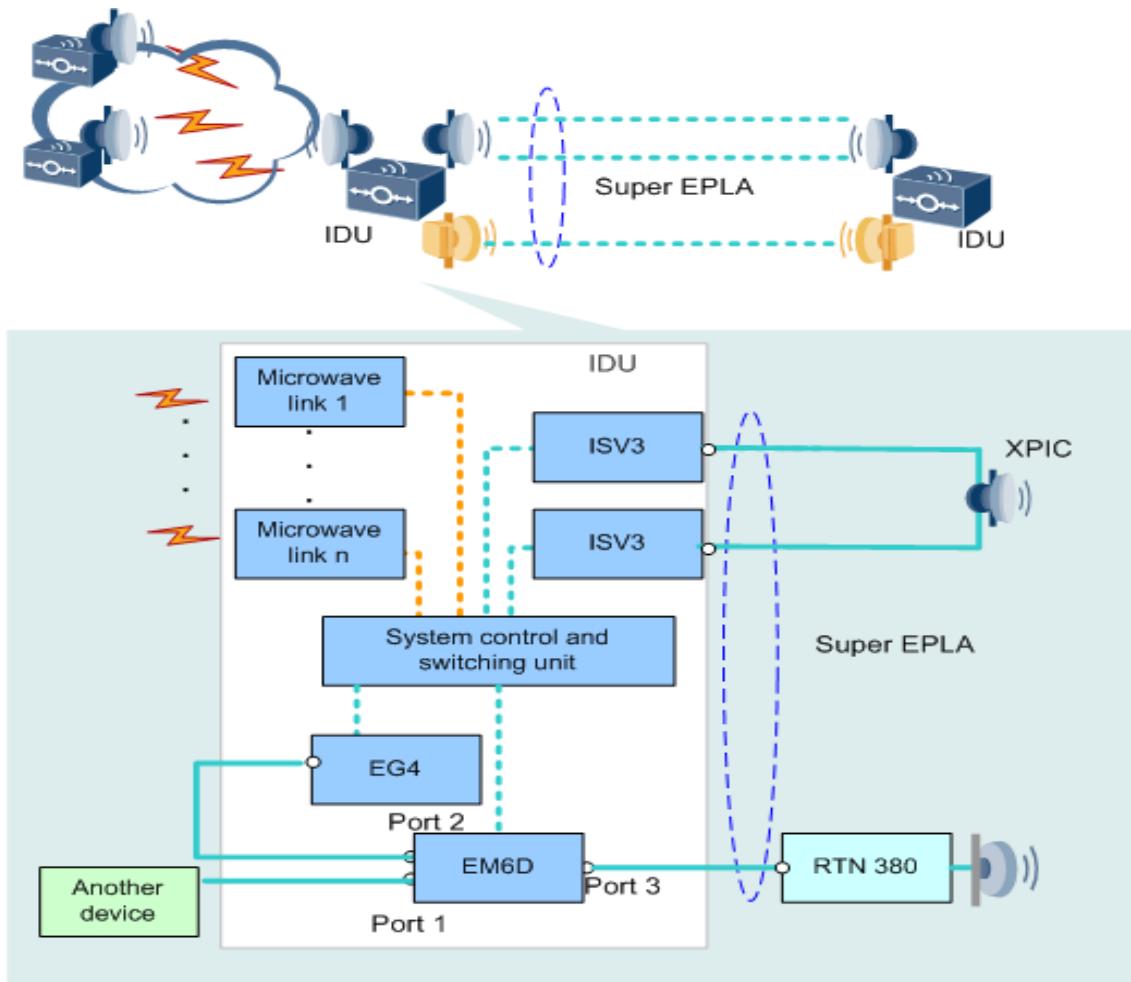 Super EPLA
IDU
IDU
IDU
Microwave
link 1
ISV3
XPIC
Microwave
link n
ISV3
System control and
switching unit
Super EPLA
EG4
Port 2
EM6D
RTN 380
Port 3
Another
device
Port 1